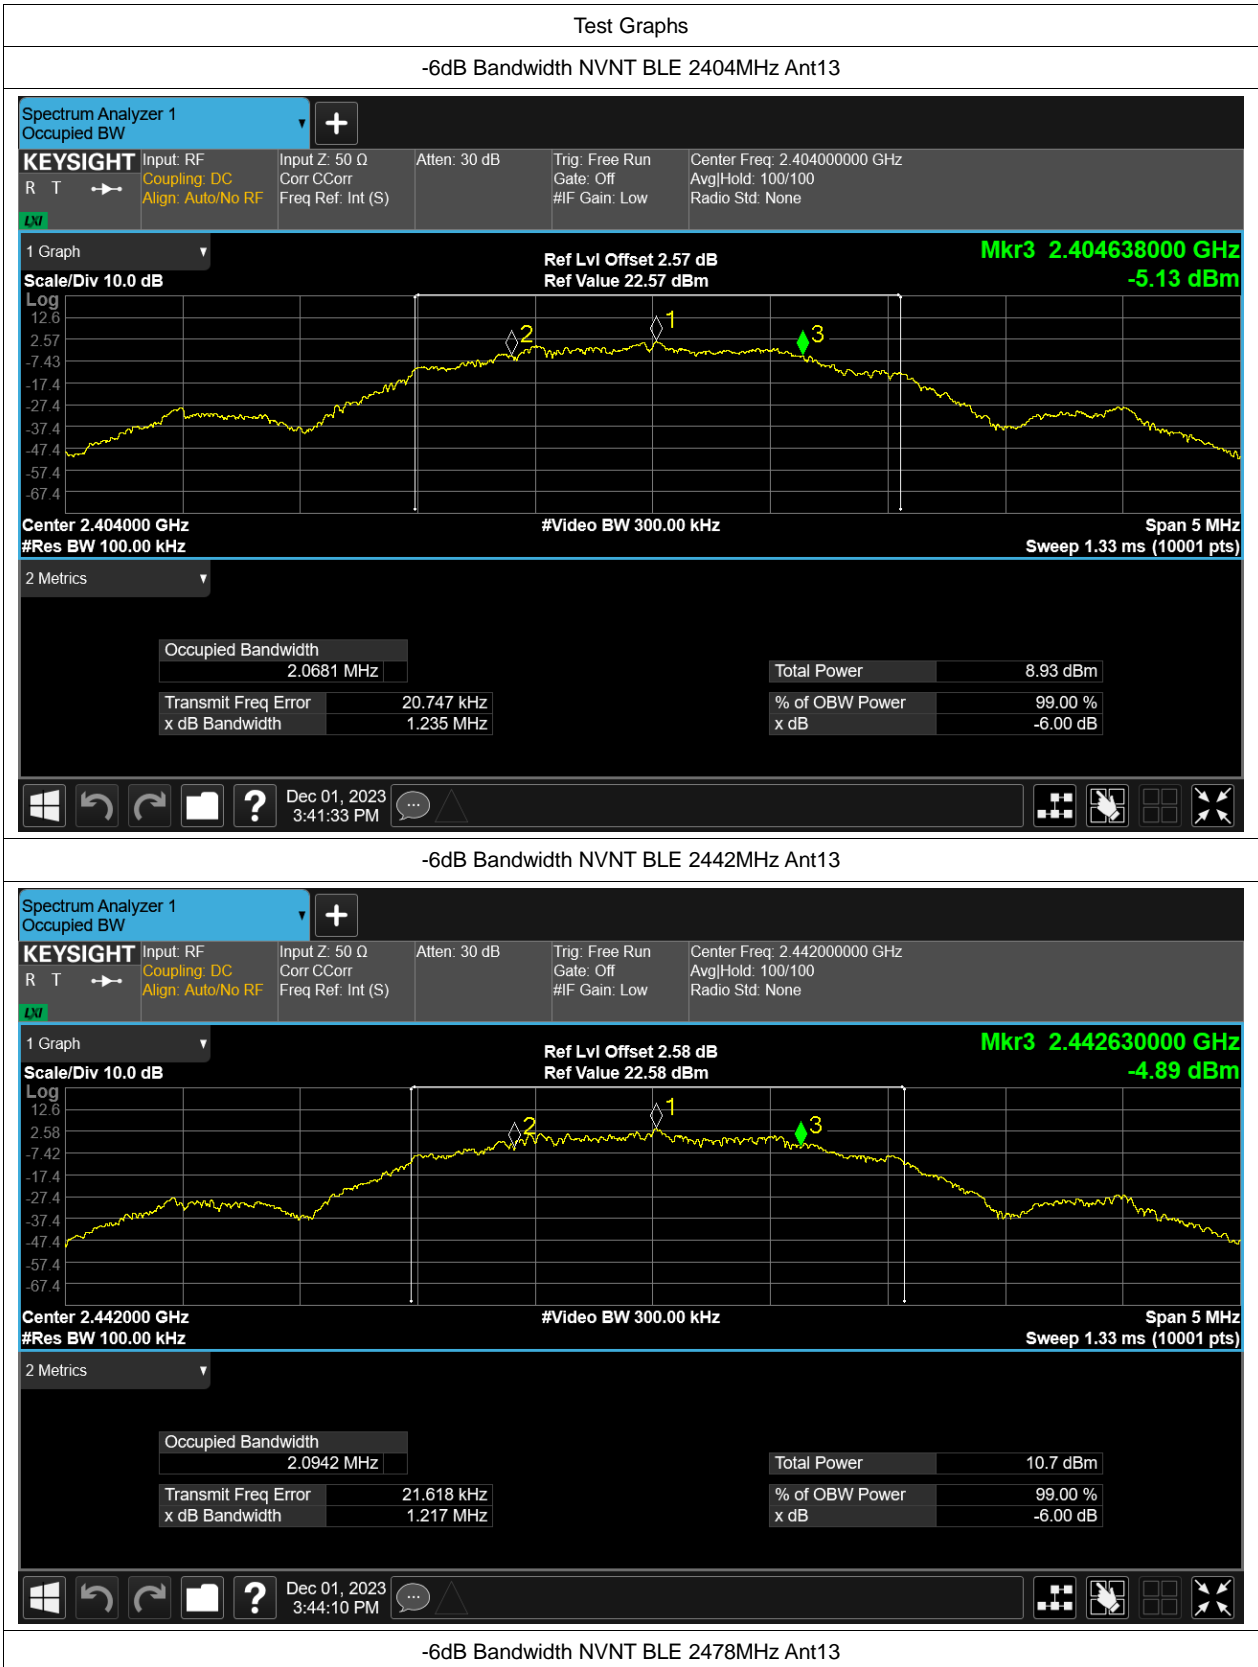 Test Graphs
-6dB Bandwidth NVNT BLE 2404MHz Ant13
Spectrum Analyzer 1
Occupied BW
KEYSIGHT
R T
LXI
Input: RF
Coupling: DC
Align: Auto/No RF
Input Z: 50 Ω
Corr CCorr
Freq Ref: Int (S)
Atten: 30 dB
Trig: Free Run
Gate: Off
#IF Gain: Low
Center Freq: 2.404000000 GHz
Avg|Hold: 100/100
Radio Std: None
1 Graph
Scale/Div 10.0 dB
Ref Lvl Offset 2.57 dB
Ref Value 22.57 dBm
Mkr3 2.404638000 GHz
-5.13 dBm
Log
12.6
2.57
-7.43
-17.4
-27.4
-37.4
-47.4
-57.4
-67.4
2
1
3
Center 2.404000 GHz
#Res BW 100.00 kHz
#Video BW 300.00 kHz
Span 5 MHz
Sweep 1.33 ms (10001 pts)
2 Metrics
Occupied Bandwidth
2.0681 MHz
Transmit Freq Error 20.747 kHz
x dB Bandwidth 1.235 MHz
Total Power 8.93 dBm
% of OBW Power 99.00 %
x dB -6.00 dB
Dec 01, 2023
3:41:33 PM
-6dB Bandwidth NVNT BLE 2442MHz Ant13
Spectrum Analyzer 1
Occupied BW
KEYSIGHT
R T
LXI
Input: RF
Coupling: DC
Align: Auto/No RF
Input Z: 50 Ω
Corr CCorr
Freq Ref: Int (S)
Atten: 30 dB
Trig: Free Run
Gate: Off
#IF Gain: Low
Center Freq: 2.442000000 GHz
Avg|Hold: 100/100
Radio Std: None
1 Graph
Scale/Div 10.0 dB
Ref Lvl Offset 2.58 dB
Ref Value 22.58 dBm
Mkr3 2.442630000 GHz
-4.89 dBm
Log
12.6
2.58
-7.42
-17.4
-27.4
-37.4
-47.4
-57.4
-67.4
2
1
3
Center 2.442000 GHz
#Res BW 100.00 kHz
#Video BW 300.00 kHz
Span 5 MHz
Sweep 1.33 ms (10001 pts)
2 Metrics
Occupied Bandwidth
2.0942 MHz
Transmit Freq Error 21.618 kHz
x dB Bandwidth 1.217 MHz
Total Power 10.7 dBm
% of OBW Power 99.00 %
x dB -6.00 dB
Dec 01, 2023
3:44:10 PM
-6dB Bandwidth NVNT BLE 2478MHz Ant13